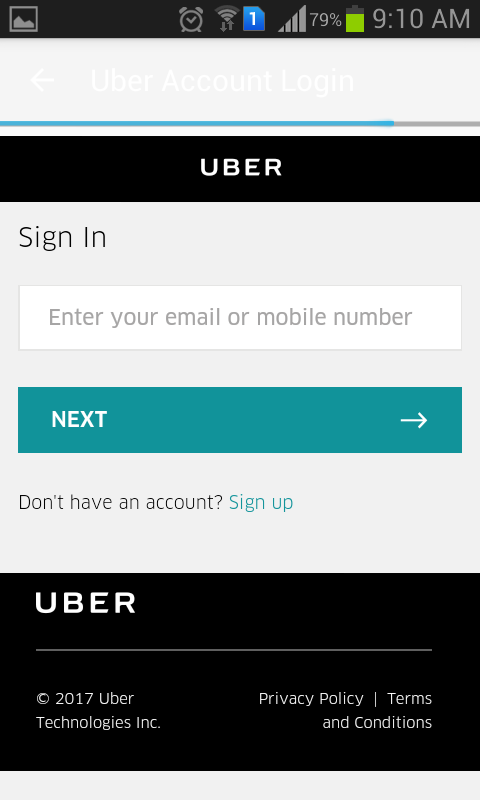 1 79% 9:10 AM
Uber Account Login
UBER
Sign In
Enter your email or mobile number
NEXT
Don't have an account? Sign up
UBER
© 2017 Uber
Technologies Inc.
Privacy Policy | Terms
and Conditions